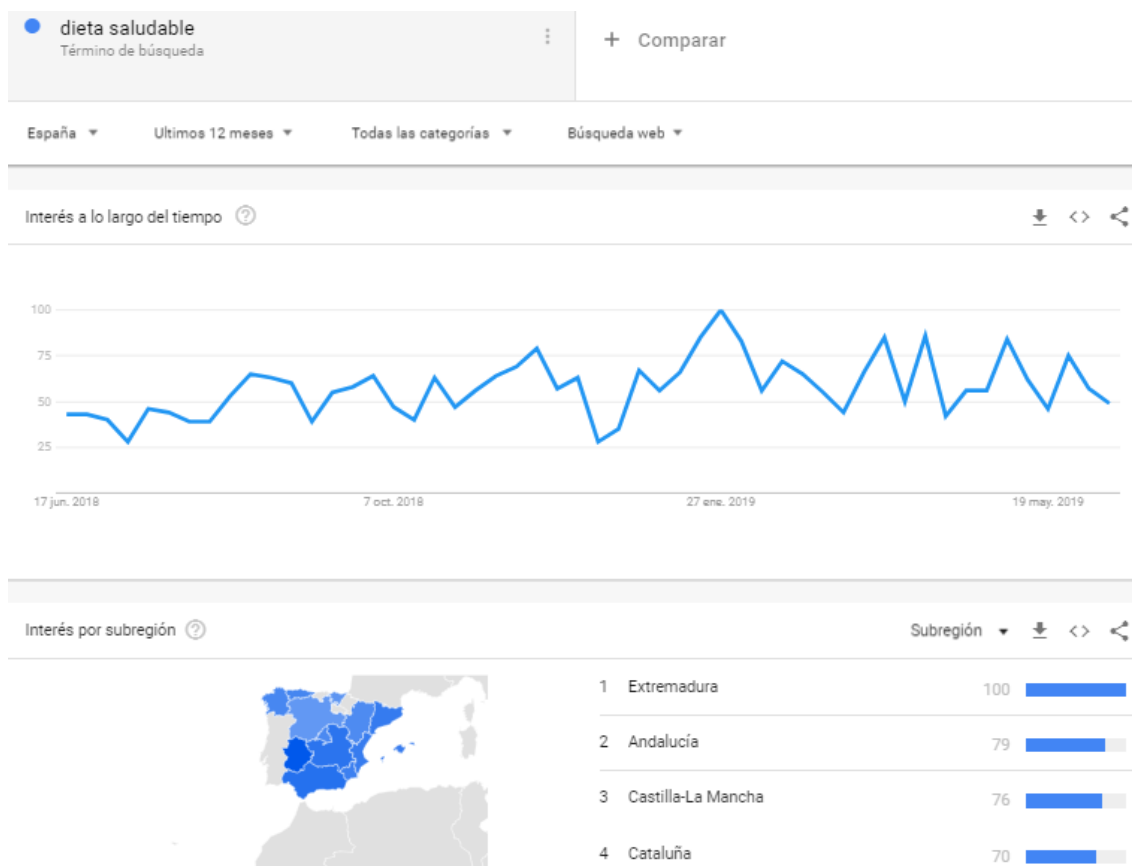 dieta saludable
Término de búsqueda
+ Comparar
España
Ultimos 12 meses
Todas las categorías
Búsqueda web
Interés a lo largo del tiempo ?
100
75
50
25
17 jun. 2018
7 oct. 2018
27 ene. 2019
19 may. 2019
Interés por subregión ?
Subregión
1 Extremadura 100
2 Andalucía 79
3 Castilla-La Mancha 76
4 Cataluña 70